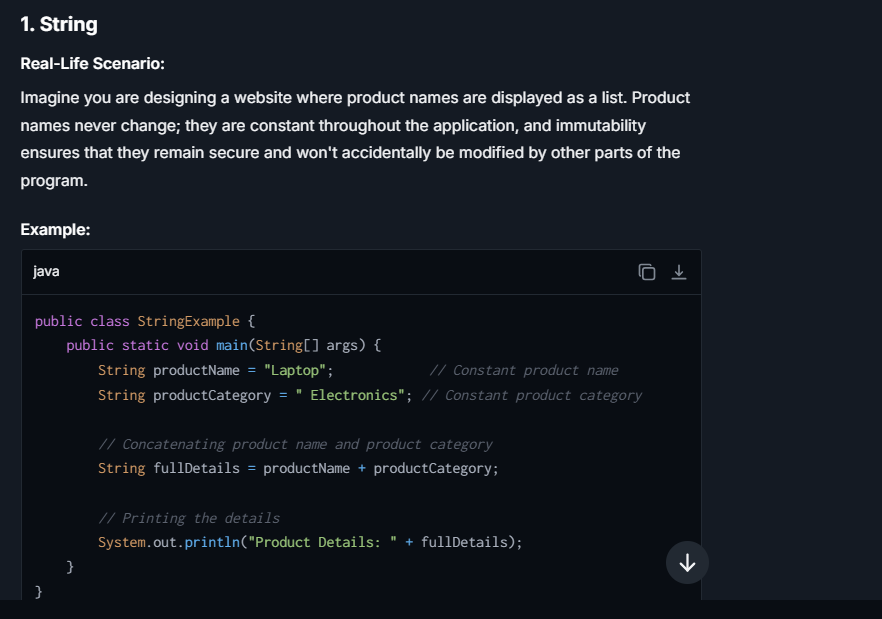 1. String
Real-Life Scenario:
Imagine you are designing a website where product names are displayed as a list. Product
names never change; they are constant throughout the application, and immutability
ensures that they remain secure and won't accidentally be modified by other parts of the
program.
Example:
java
public class StringExample {
    public static void main(String[] args) {
        String productName = "Laptop";            // Constant product name
        String productCategory = " Electronics"; // Constant product category
        // Concatenating product name and product category
        String fullDetails = productName + productCategory;
        // Printing the details
        System.out.println("Product Details: " + fullDetails);
    }
}